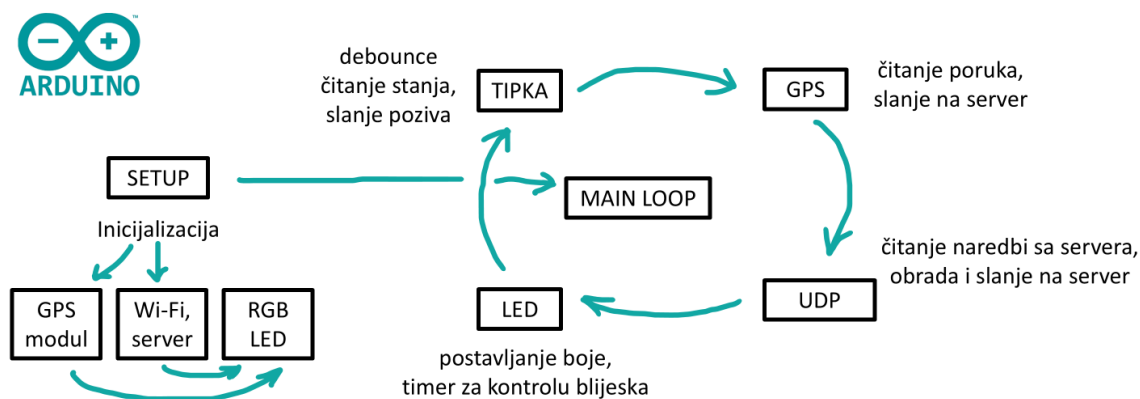 ARDUINO
TM
debounce
čitanje stanja,
slanje poziva
TIPKA
GPS
čitanje poruka,
slanje na server
SETUP
MAIN LOOP
Inicijalizacija
GPS
modul
Wi-Fi,
server
RGB
LED
LED
postavljanje boje,
timer za kontrolu blijeska
UDP
čitanje naredbi sa servera,
obrada i slanje na server